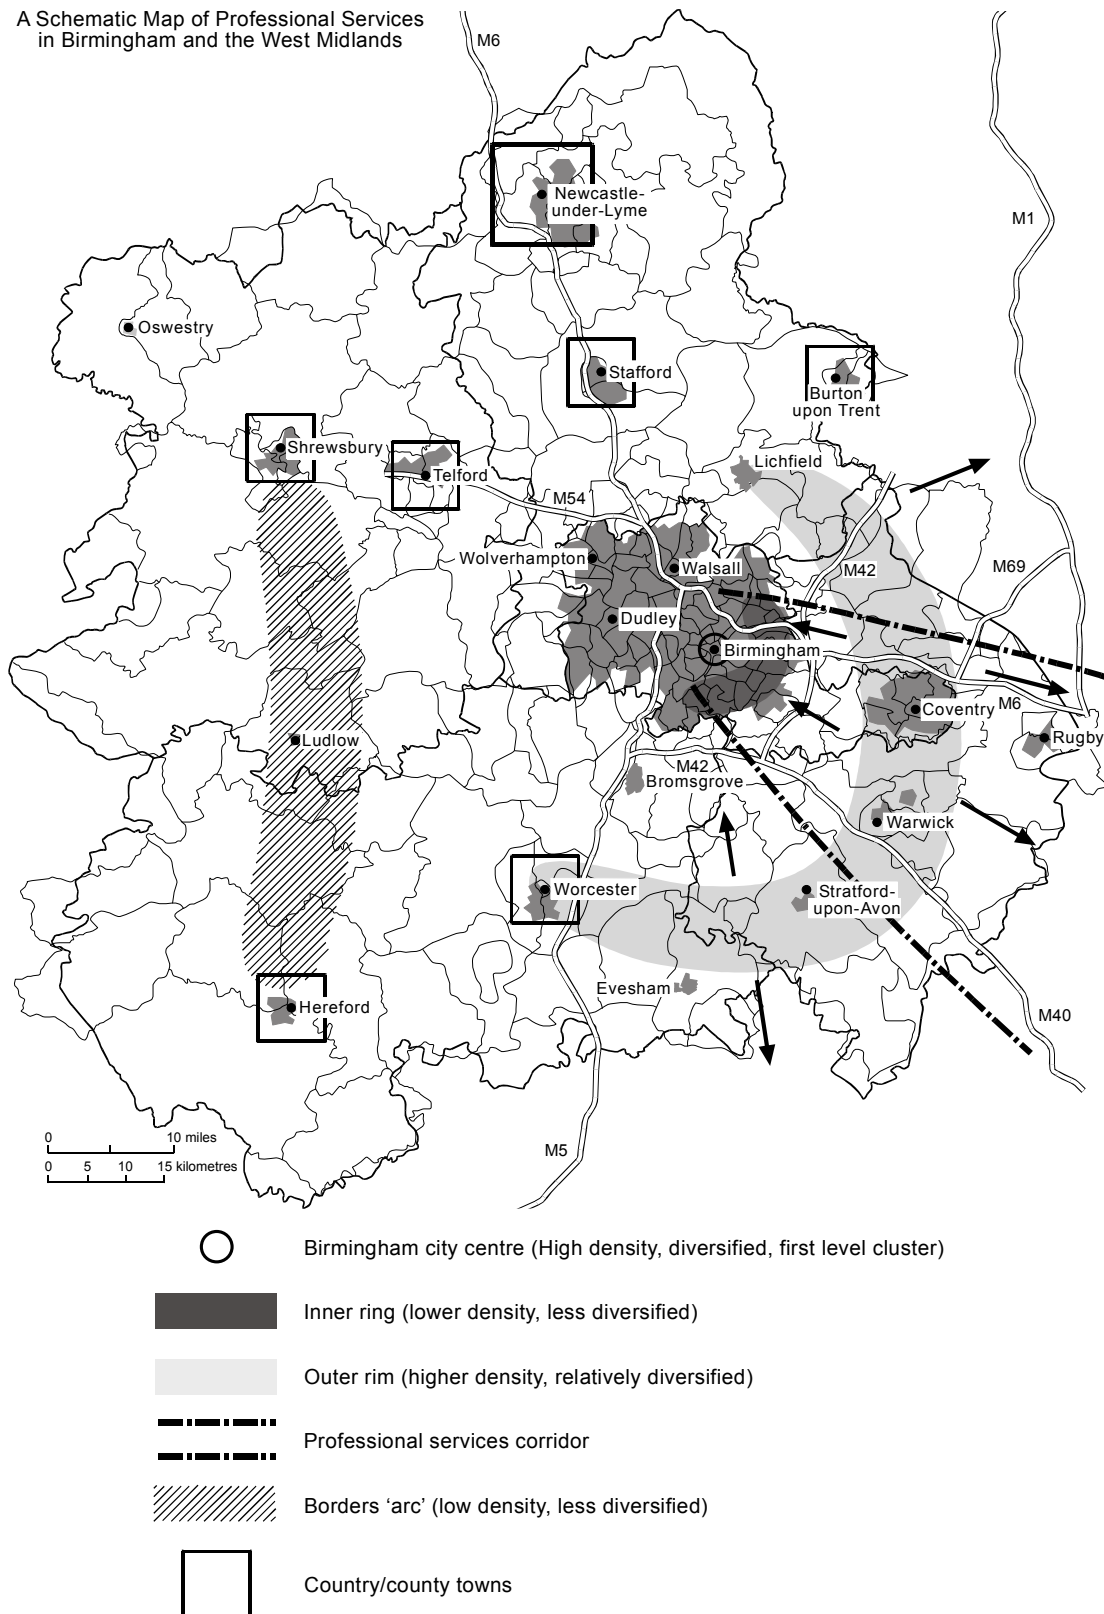 A Schematic Map of Professional Services
in Birmingham and the West Midlands
M6
M1
Newcastle-
under-Lyme
Oswestry
Stafford
Burton
upon Trent
Shrewsbury
Telford
Lichfield
M54
Wolverhampton
Walsall
M42
M69
Dudley
Birmingham
Coventry
M6
Rugby
Ludlow
M42
Bromsgrove
Warwick
Worcester
Stratford-
upon-Avon
Evesham
Hereford
M40
M5
0 10 miles
0 5 10 15 kilometres
Birmingham city centre (High density, diversified, first level cluster)
Inner ring (lower density, less diversified)
Outer rim (higher density, relatively diversified)
Professional services corridor
Borders ‘arc’ (low density, less diversified)
Country/county towns